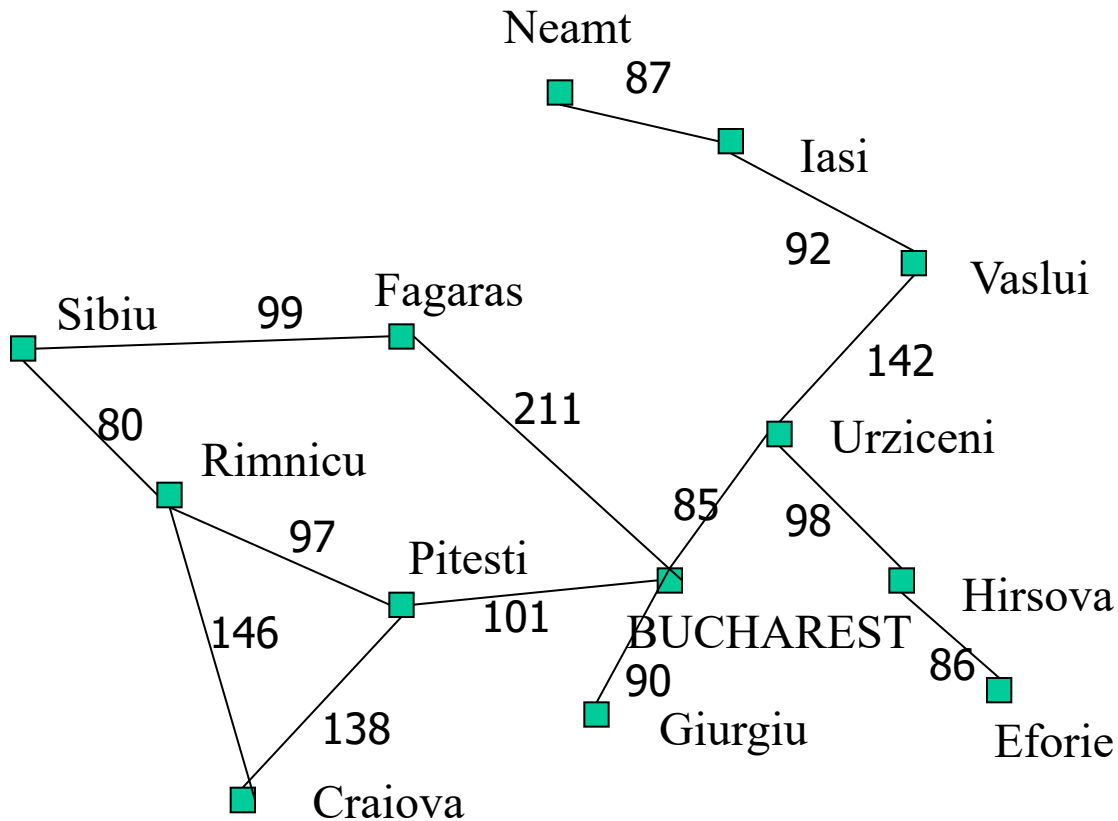 Neamt
87
Iasi
92
Vaslui
Fagaras
Sibiu
99
142
211
80
Urziceni
Rimnicu
85
98
97
Pitesti
Hirsova
101
BUCHAREST
146
86
90
Giurgiu
138
Eforie
Craiova